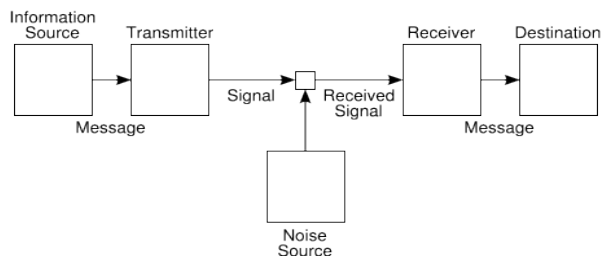 Information
Source
Transmitter
Receiver
Destination
Signal
Received
Signal
Message
Message
Noise
Source